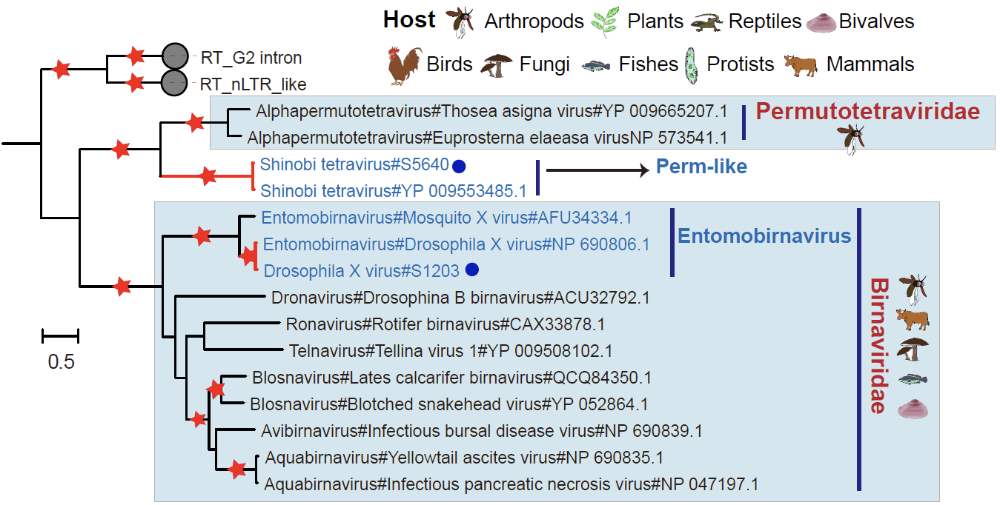 Host Arthropods Plants Reptiles Bivalves
Birds Fungi Fishes Protists Mammals
RT_G2 intron
RT_nLTR_like
Alphapermutotetravirus#Thosea asigna virus#YP 009665207.1
Alphapermutotetravirus#Euprosterna elaeasa virusNP 573541.1
Permutotetraviridae
Shinobi tetravirus#S5640
Shinobi tetravirus#YP 009553485.1
Perm-like
Entomobirnavirus#Mosquito X virus#AFU34334.1
Entomobirnavirus#Drosophila X virus#NP 690806.1
Drosophila X virus#S1203
Entomobirnavirus
Dronavirus#Drosophina B birnavirus#ACU32792.1
Ronavirus#Rotifer birnavirus#CAX33878.1
Telnavirus#Tellina virus 1#YP 009508102.1
Blosnavirus#Lates calcarifer birnavirus#QCQ84350.1
Blosnavirus#Blotched snakehead virus#YP 052864.1
Avibirnavirus#Infectious bursal disease virus#NP 690839.1
Aquabirnavirus#Yellowtail ascites virus#NP 690835.1
Aquabirnavirus#Infectious pancreatic necrosis virus#NP 047197.1
Birnaviridae
0.5